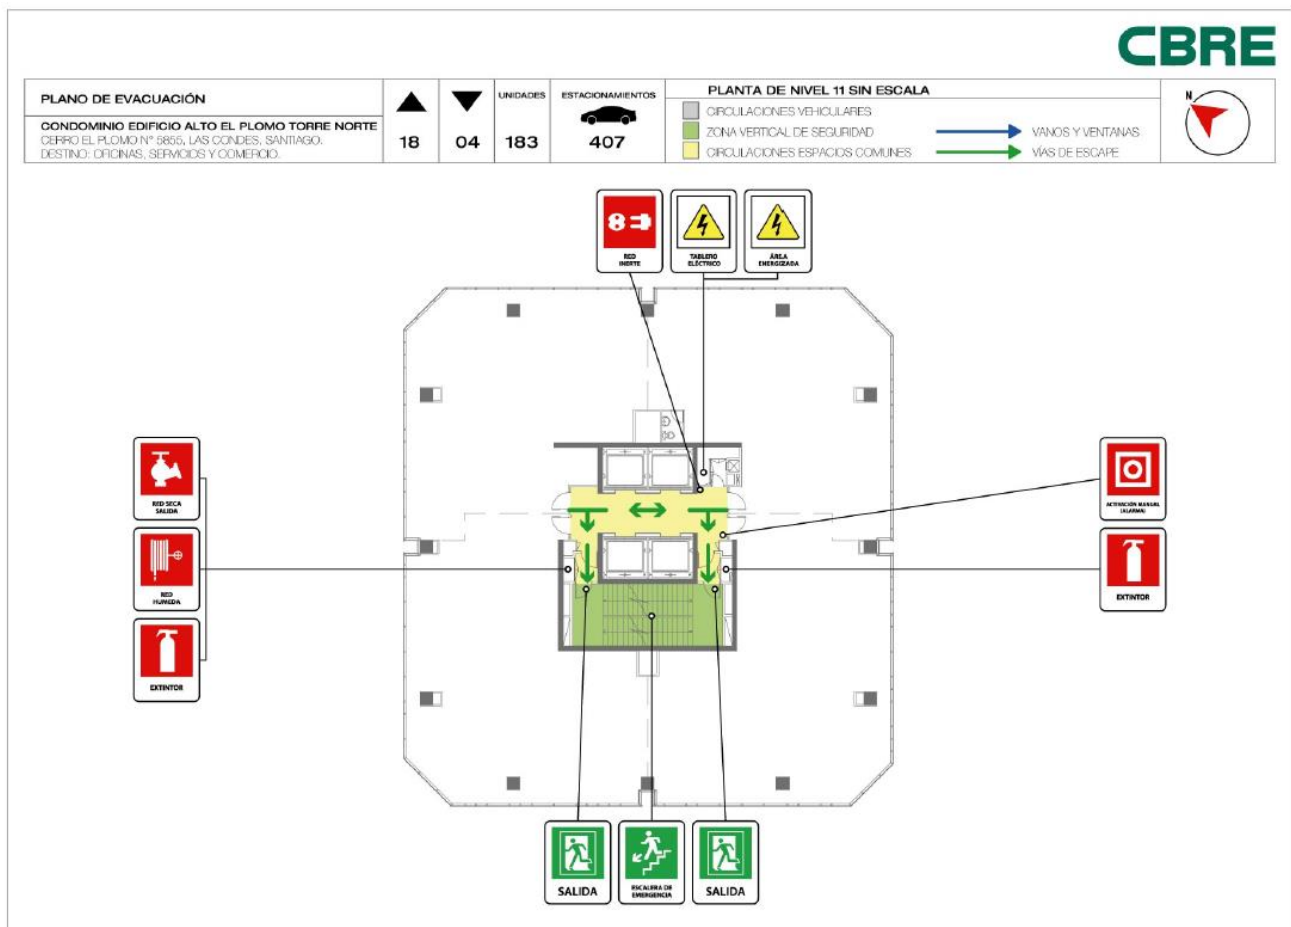 CBRE
PLANO DE EVACUACIÓN
CONDOMINIO EDIFICIO ALTO EL PLOMO TORRE NORTE
CERRO EL PLOMO N° 5855, LAS CONDES, SANTIAGO.
DESTINO: OFICINAS, SERVICIOS Y COMERCIO.
18
04
UNIDADES
183
ESTACIONAMIENTOS
407
PLANTA DE NIVEL 11 SIN ESCALA
CIRCULACIONES VEHICULARES
ZONA VERTICAL DE SEGURIDAD
CIRCULACIONES ESPACIOS COMUNES
VANOS Y VENTANAS
VÍAS DE ESCAPE
N
RED
INERTE
TABLERO
ELÉCTRICO
ÁREA
ENERGIZADA
RED SECA
SALIDA
RED
HUMEDA
EXTINTOR
ACTIVACIÓN MANUAL
(ALARMA)
EXTINTOR
SALIDA
ESCALERA DE
EMERGENCIA
SALIDA